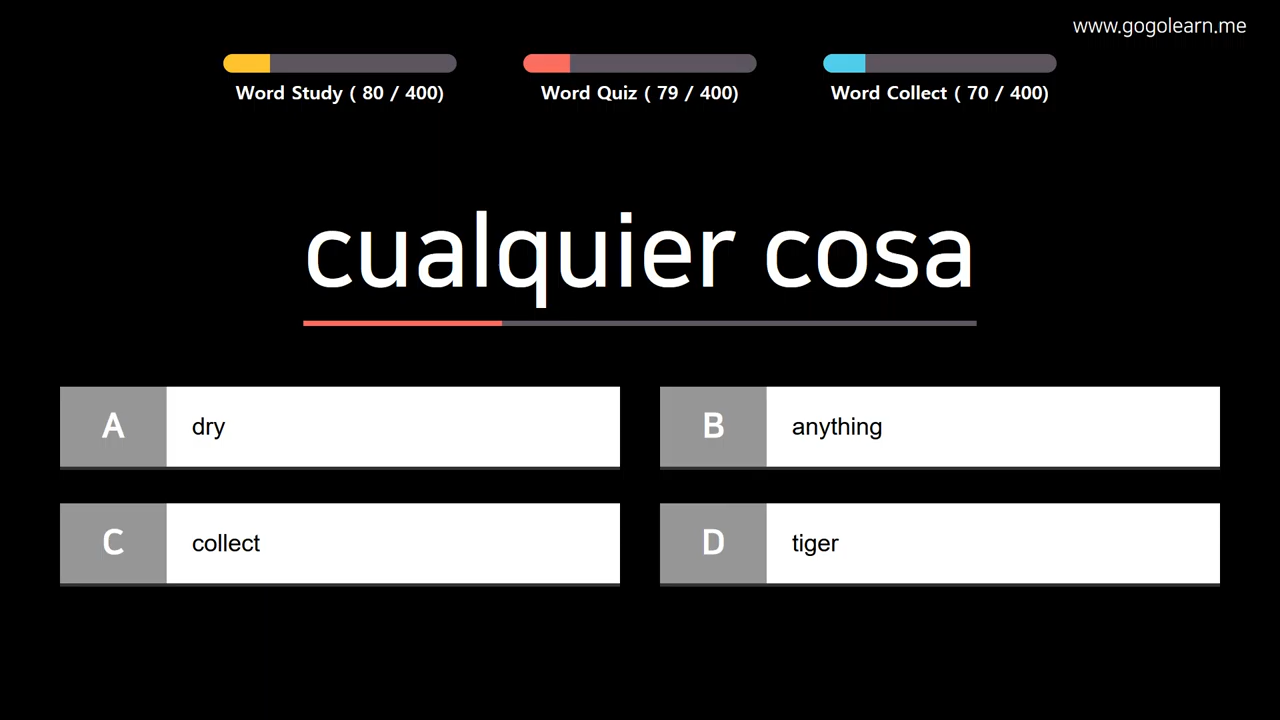 www.gogolearn.me
Word Study ( 80 / 400)
Word Quiz ( 79 / 400)
Word Collect ( 70 / 400)
cualquier cosa
A dry
B anything
C collect
D tiger